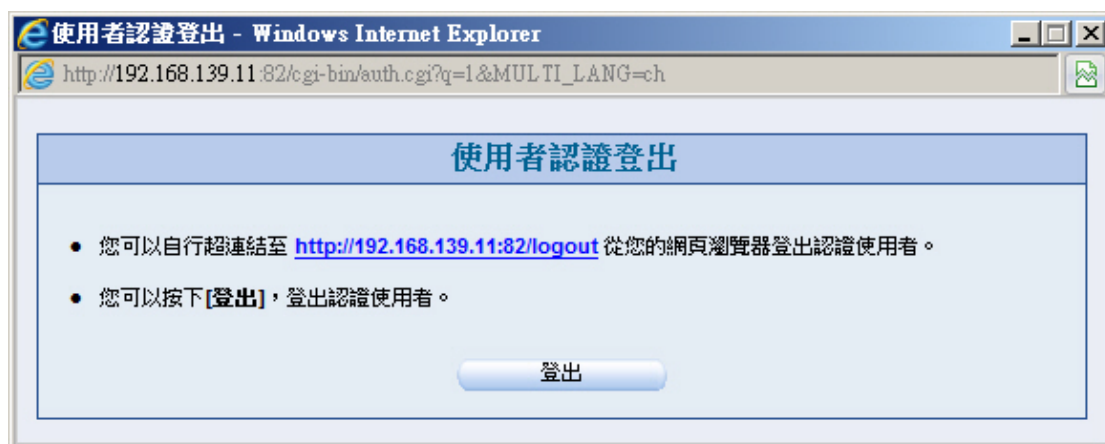 使用者認證登出 - Windows Internet Explorer
http://192.168.139.11:82/cgi-bin/auth.cgi?q=1&MULTI_LANG=ch
使用者認證登出
• 您可以自行超連結至 http://192.168.139.11:82/logout 從您的網頁瀏覽器登出認證使用者。
• 您可以按下[登出]，登出認證使用者。
登出